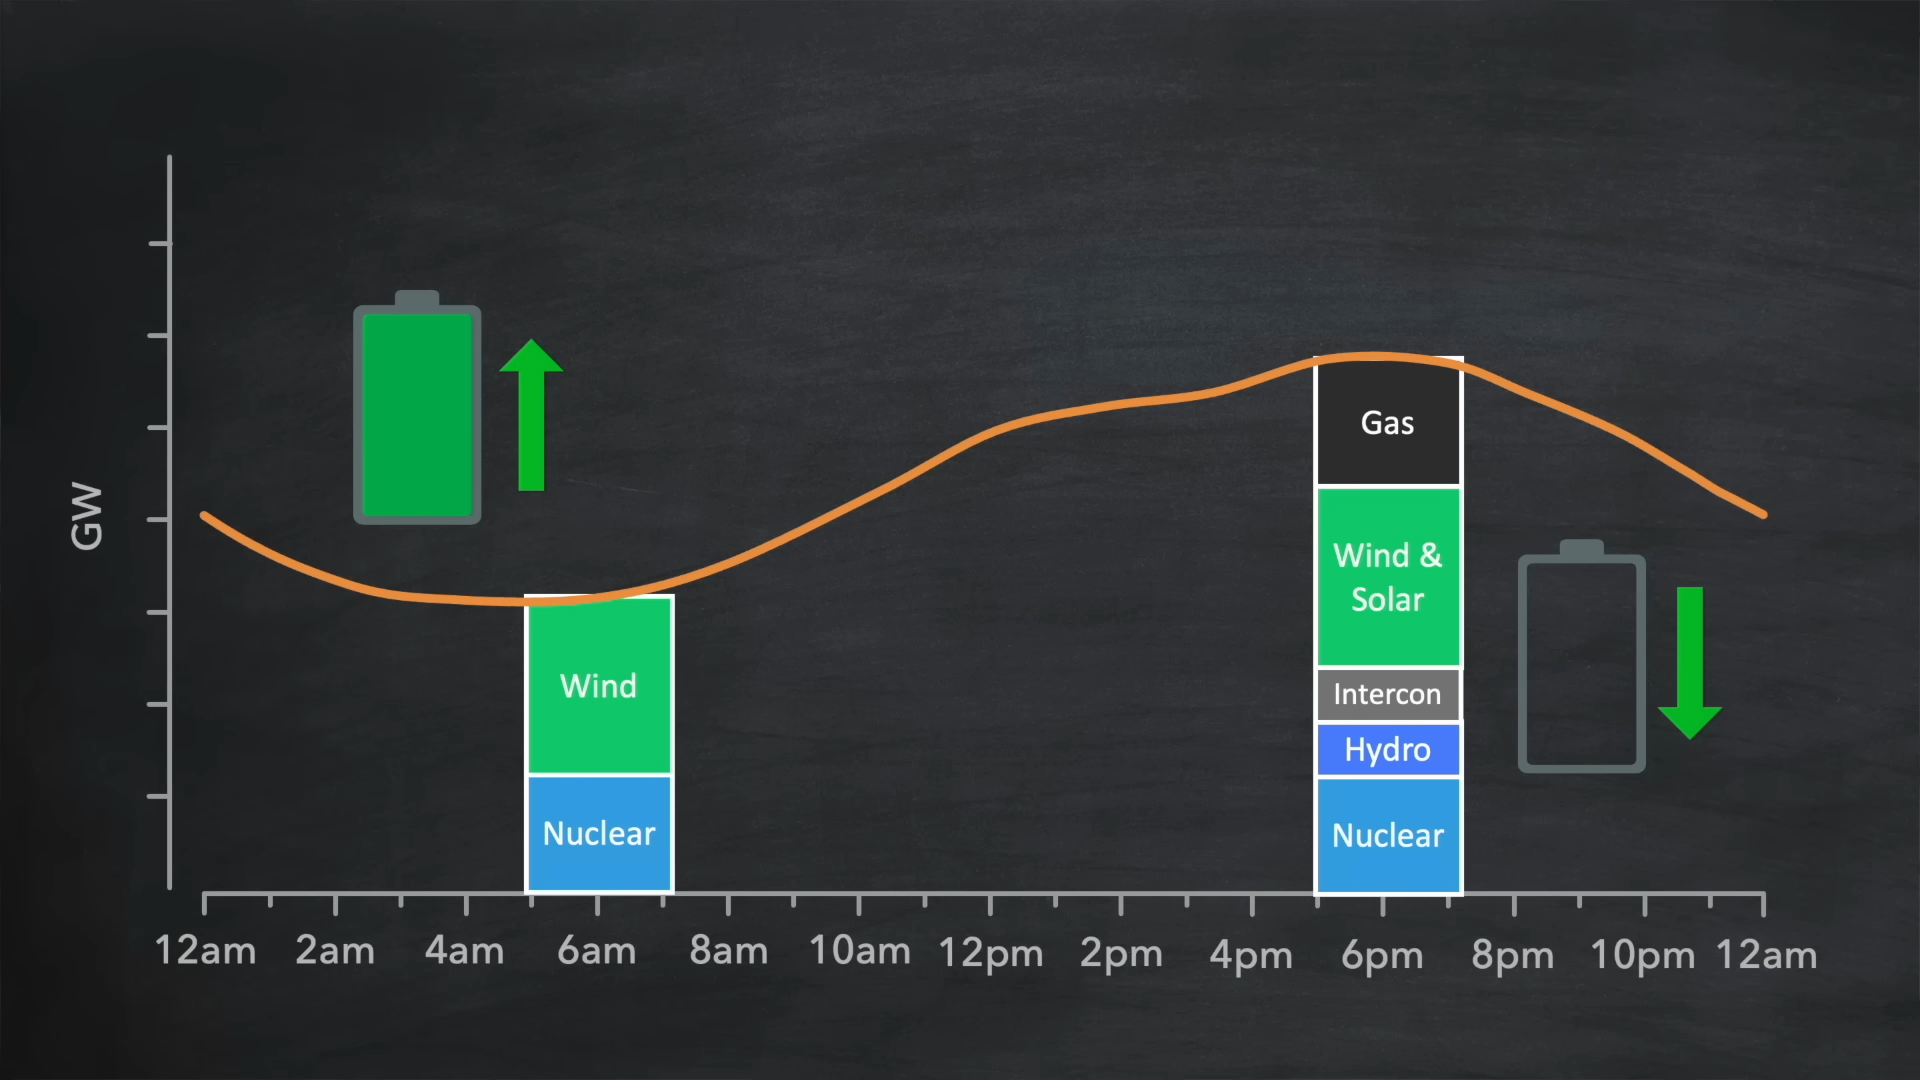 GW
Gas
Wind &
Solar
Intercon
Hydro
Nuclear
Wind
Nuclear
12am 2am 4am 6am 8am 10am 12pm 2pm 4pm 6pm 8pm 10pm 12am